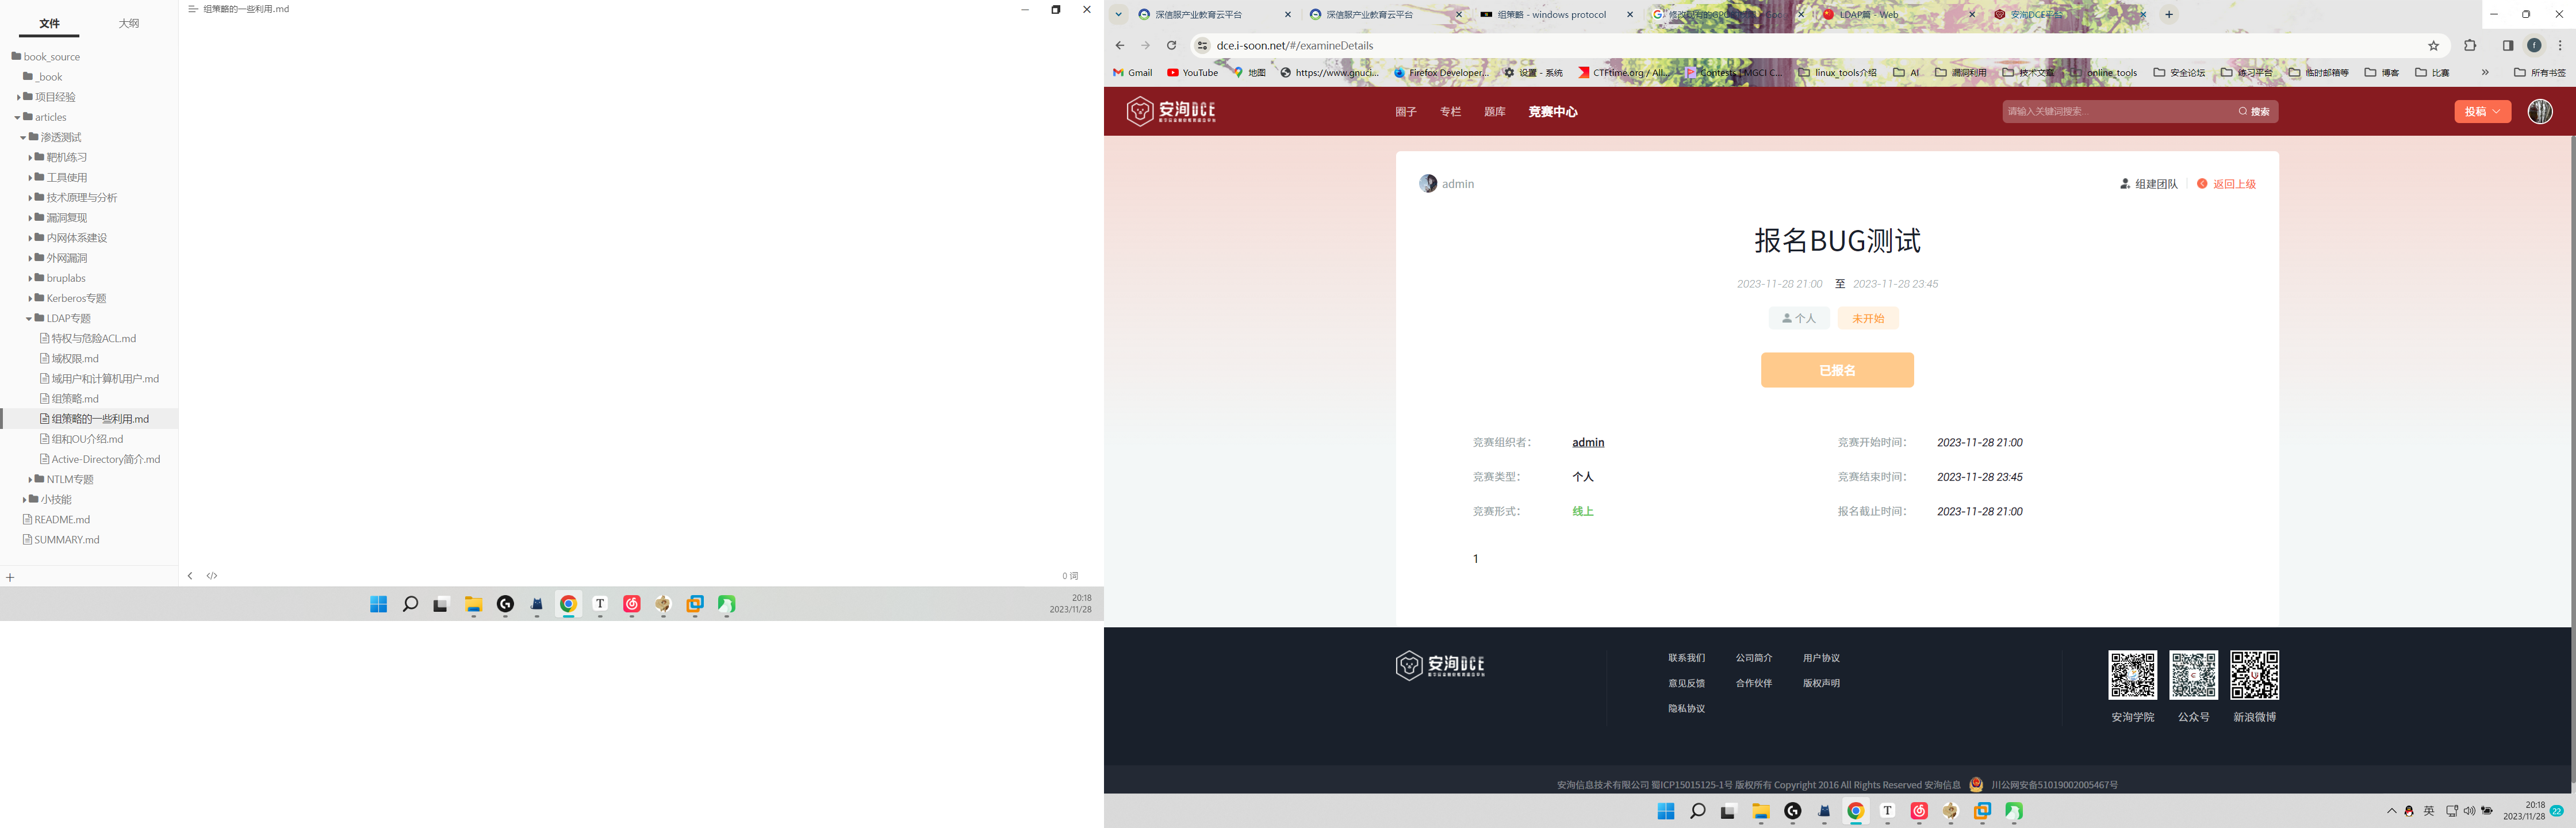 文件
大纲
book_source
_book
项目经验
articles
渗透测试
靶机练习
工具使用
技术原理与分析
漏洞复现
内网体系建设
外网漏洞
bruplabs
Kerberos专题
LDAP专题
特权与危险ACL.md
域权限.md
域用户和计算机用户.md
组策略.md
组策略的一些利用.md
组和OU介绍.md
Active-Directory简介.md
NTLM专题
小技能
README.md
SUMMARY.md
组策略的一些利用.md
0 词
20:18
2023/11/28
深信服产业教育云平台
深信服产业教育云平台
组策略 - windows protocol
LDAP篇 - Web
安洵DCE平台
dce.i-soon.net/#/examineDetails
Gmail
YouTube
地图
https://www.gnuci...
Firefox Developer...
设置 - 系统
CTFtime.org / All...
Contests | MGCI C...
linux_tools介绍
AI
漏洞利用
技术文章
online_tools
安全论坛
练习平台
临时邮箱等
博客
比赛
所有书签
安洵DCE
圈子
专栏
题库
竞赛中心
请输入关键词搜索...
搜索
投稿
admin
组建团队
返回上级
报名BUG测试
2023-11-28 21:00 至 2023-11-28 23:45
个人
未开始
已报名
竞赛组织者： admin
竞赛开始时间： 2023-11-28 21:00
竞赛类型： 个人
竞赛结束时间： 2023-11-28 23:45
竞赛形式： 线上
报名截止时间： 2023-11-28 21:00
1
安洵DCE
联系我们 公司简介 用户协议
意见反馈 合作伙伴 版权声明
隐私协议
安洵学院
公众号
新浪微博
安洵信息技术有限公司 蜀ICP15015125-1号 版权所有 Copyright 2016 All Rights Reserved 安洵信息 川公网安备51019002005467号
英
20:18
2023/11/28
22